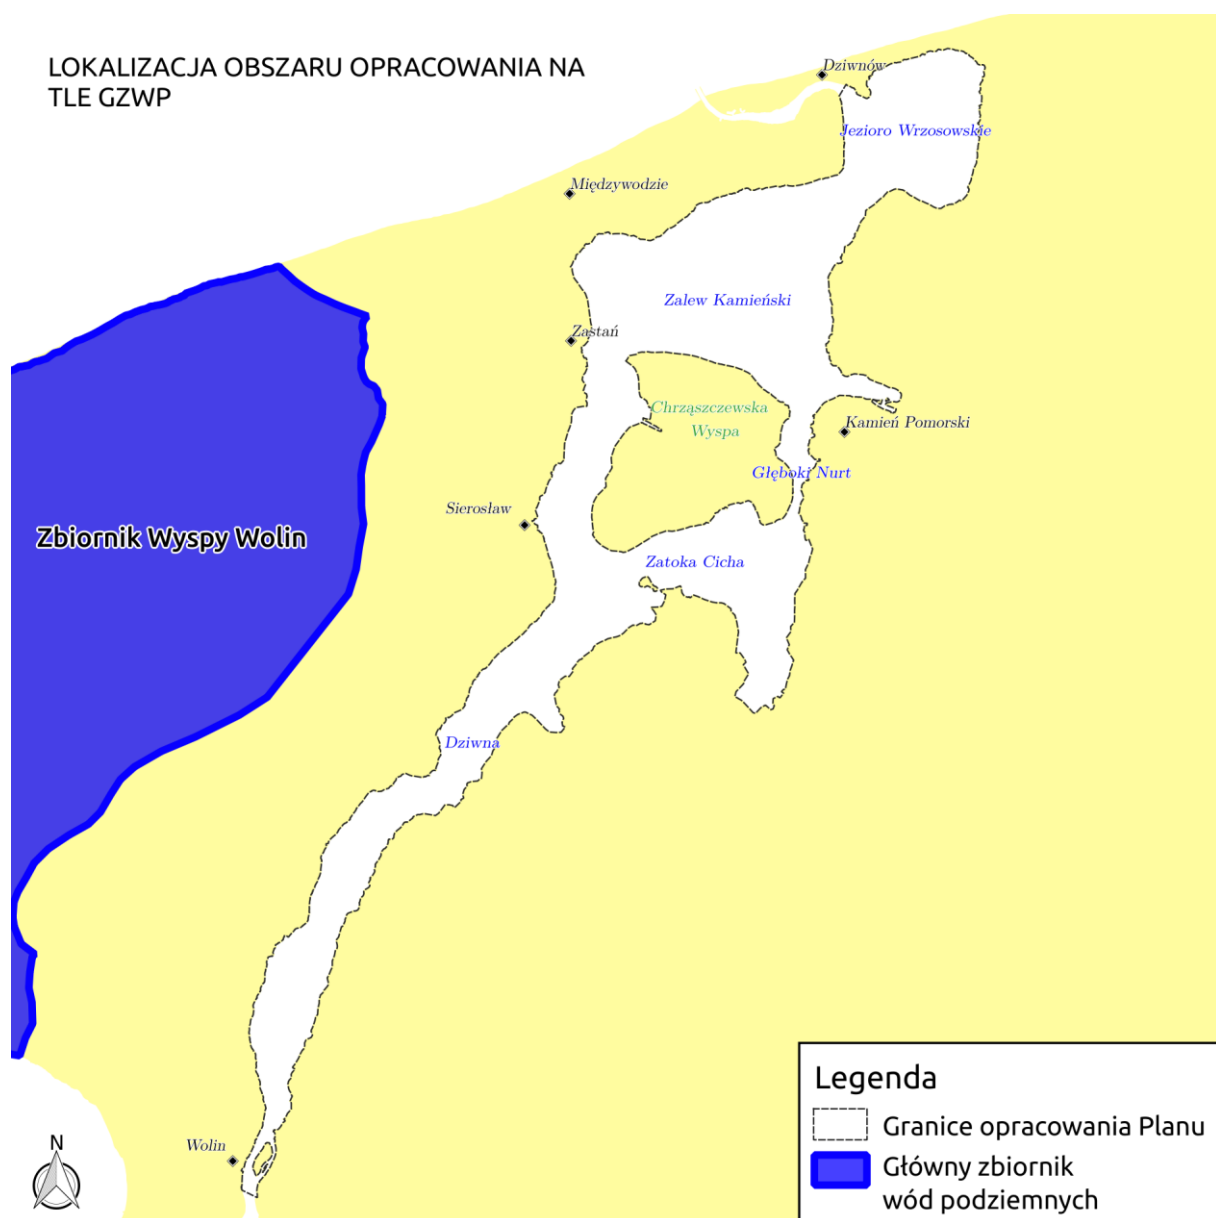 LOKALIZACJA OBSZARU OPRACOWANIA NA
TLE GZWP
Dziwnów
Jezioro Wrzosowskie
Międzywodzie
Zalew Kamieński
Zastań
Chrząszczewska
Wyspa
Kamień Pomorski
Głęboki Nurt
Sierosław
Zbiornik Wyspy Wolin
Zatoka Cicha
Dziwna
Legenda
Granice opracowania Planu
Główny zbiornik
wód podziemnych
Wolin
N